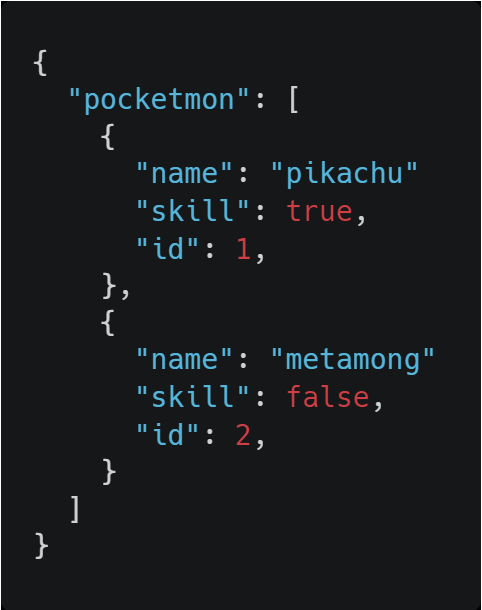 {
  "pocketmon": [
    {
      "name": "pikachu"
      "skill": true,
      "id": 1,
    },
    {
      "name": "metamong"
      "skill": false,
      "id": 2,
    }
  ]
}